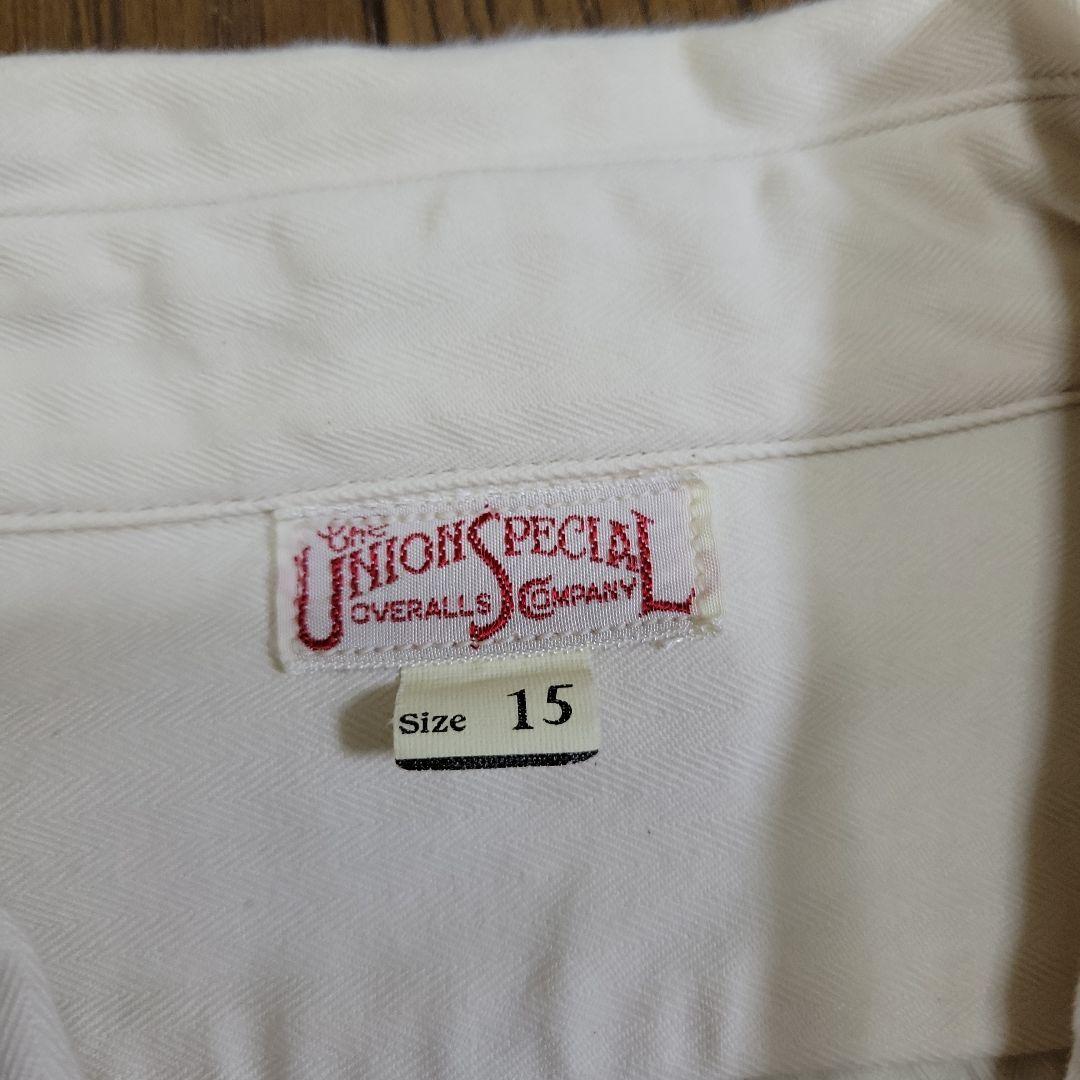 The
UNION SPECIAL
OVERALLS COMPANY
Size 15